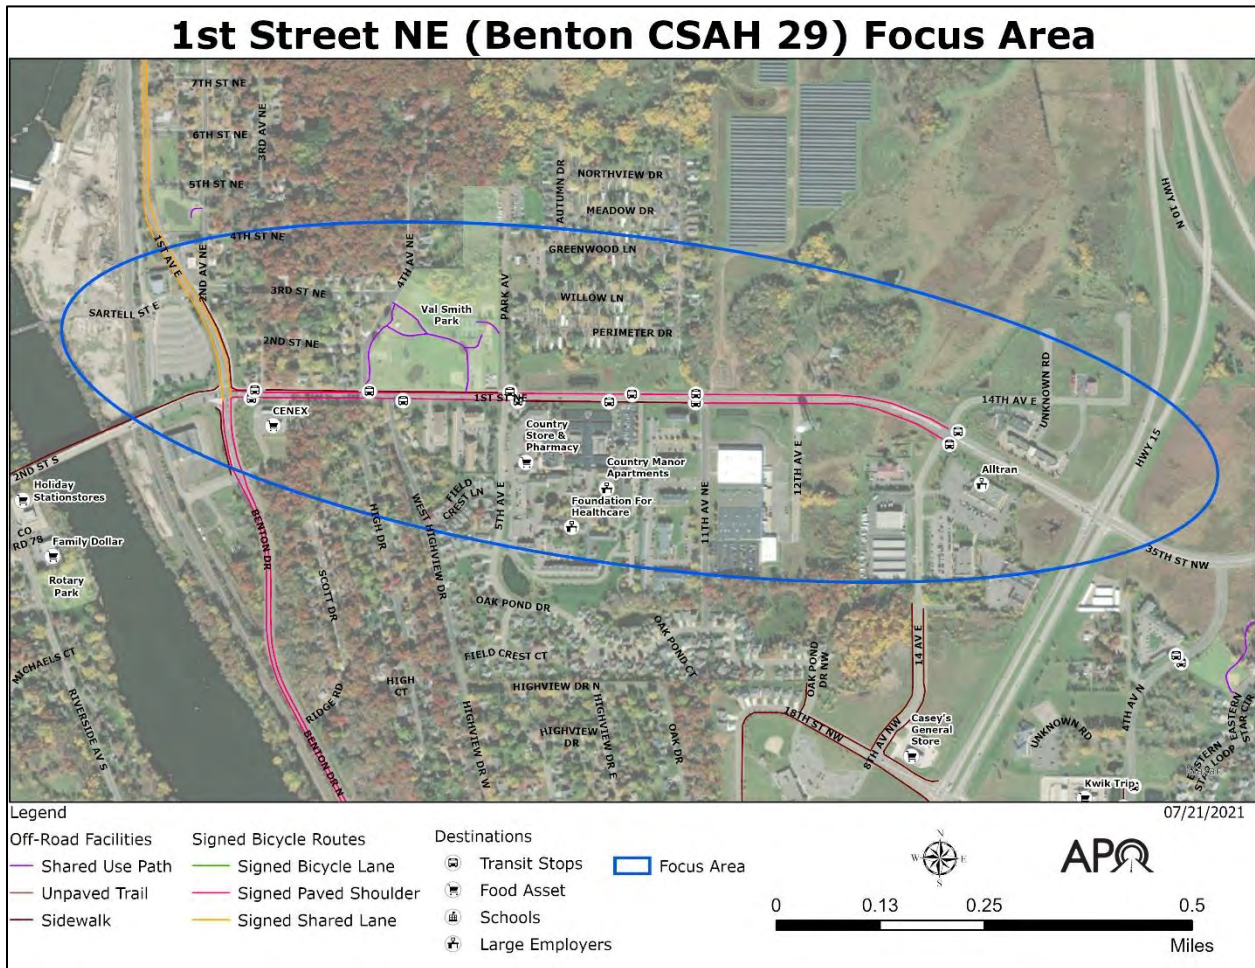 1st Street NE (Benton CSAH 29) Focus Area
7TH ST NE
3RD AV NE
6TH ST NE
5TH ST NE
AUTUMN DR
NORTHVIEW DR
MEADOW DR
HWY 10 N
1ST AV E
2ND AV NE
4TH ST NE
4TH AV NE
GREENWOOD LN
3RD ST NE
PARK AV
WILLOW LN
SARTELL ST E
Val Smith
Park
PERIMETER DR
2ND ST NE
UNKNOWN RD
1ST ST NE
14TH AV E
CENEX
HWY 15
2ND ST S
Country
Store &
Pharmacy
12TH AV E
Country Manor
Apartments
Alltran
Holiday
Stationstores
FIELD
CREST LN
5TH AV E
Foundation For
Healthcare
11TH AV NE
CO
RD 78
Family Dollar
BENTON DR
HIGH DR
WEST HIGHVIEW DR
35TH ST NW
Rotary
Park
SCOTT DR
OAK POND DR
MICHAELS CT
FIELD CREST CT
OAK POND CT
OAK POND
DR NW
14 AV E
HIGH
CT
HIGHVIEW DR N
RIDGE RD
RIVERSIDE AV S
HIGHVIEW DR W
HIGHVIEW
DR
HIGHVIEW DR E
OAK DR
18TH ST NW
8TH AV NW
Casey's
General
Store
UNKNOWN RD
4TH AV N
EASTERN
STAR CIR
EASTERN
STAR LOOP
BENTON DR N
Kwik Trip
Legend
07/21/2021
Off-Road Facilities
Shared Use Path
Unpaved Trail
Sidewalk
Signed Bicycle Routes
Signed Bicycle Lane
Signed Paved Shoulder
Signed Shared Lane
Destinations
Transit Stops
Food Asset
Schools
Large Employers
Focus Area
N
W
E
S
APO
0 0.13 0.25 0.5
Miles